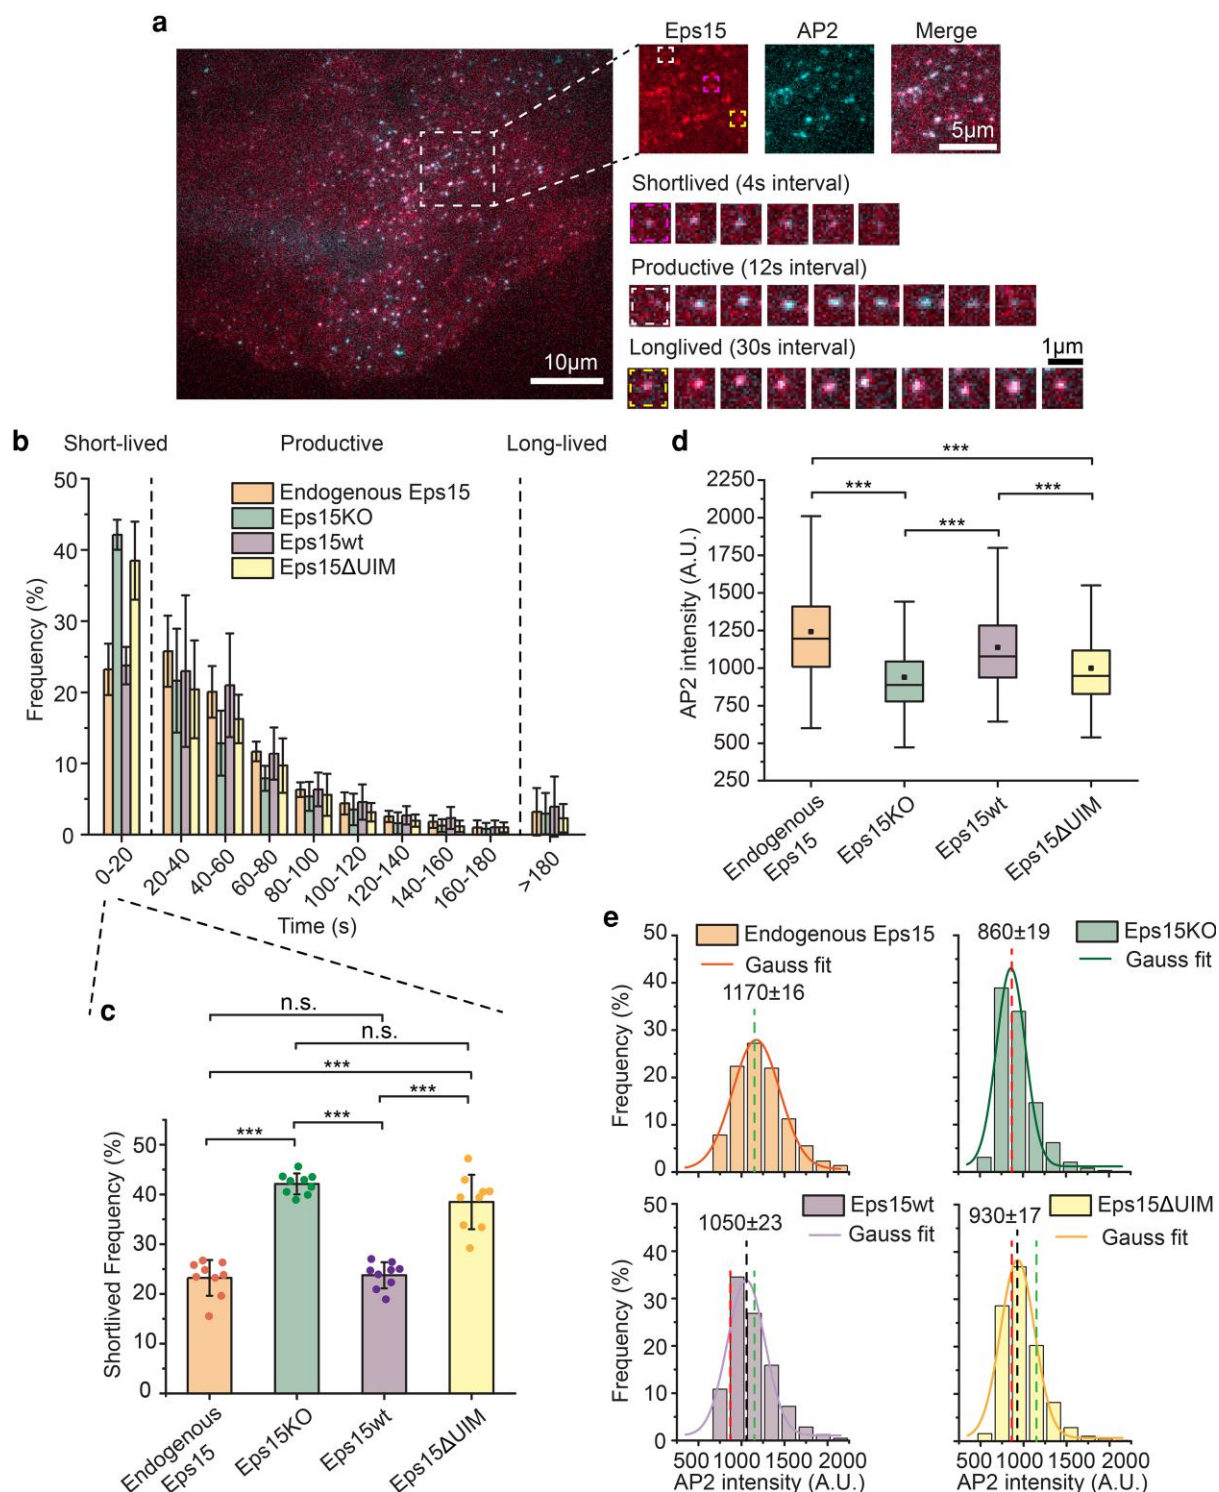 a
Eps15 AP2 Merge
5µm
Shortlived (4s interval)
Productive (12s interval)
Longlived (30s interval)
1µm
10µm
b
Short-lived Productive Long-lived
Endogenous Eps15
Eps15KO
Eps15wt
Eps15ΔUIM
Frequency (%)
50
40
30
20
10
0
0-20 20-40 40-60 60-80 80-100 100-120 120-140 140-160 160-180 >180
Time (s)
c
n.s.
n.s.
***
***
***
***
Shortlived Frequency (%)
50
40
30
20
10
0
Endogenous
Eps15
Eps15KO
Eps15wt
Eps15ΔUIM
d
***
***
***
***
AP2 intensity (A.U.)
2250
2000
1750
1500
1250
1000
750
500
250
Endogenous
Eps15
Eps15KO
Eps15wt
Eps15ΔUIM
e
Endogenous Eps15
Gauss fit
1170±16
Frequency (%)
50
40
30
20
10
0
860±19
Eps15KO
Gauss fit
Eps15wt
Gauss fit
1050±23
Frequency (%)
50
40
30
20
10
0
500 1000 1500 2000
AP2 intensity (A.U.)
930±17
Eps15ΔUIM
Gauss fit
500 1000 1500 2000
AP2 intensity (A.U.)